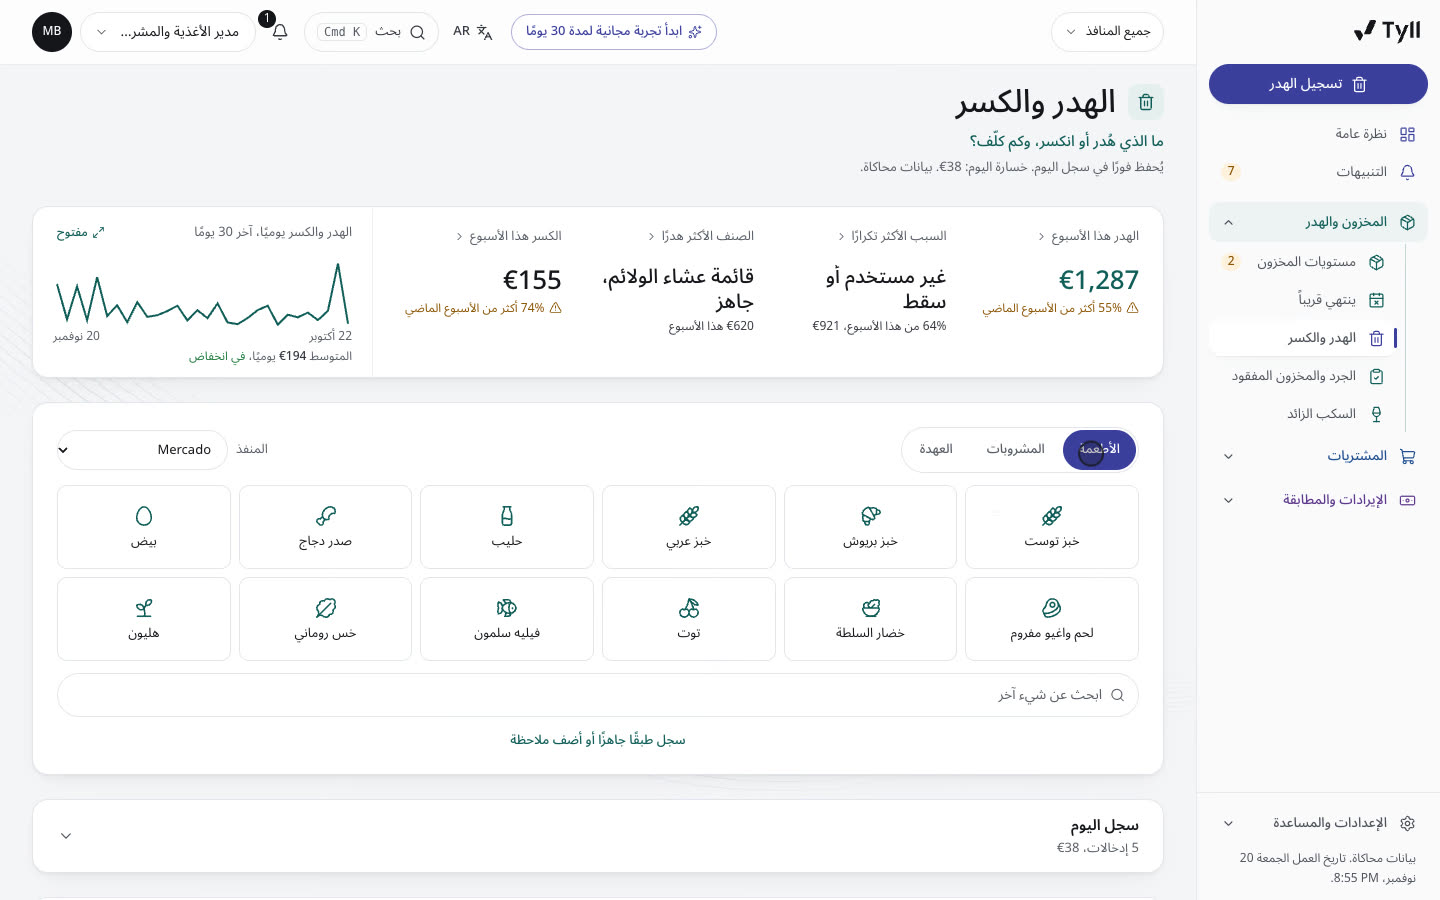 Tyll
تسجيل الهدر
نظرة عامة
التنبيهات 7
المخزون والهدر
مستويات المخزون 2
ينتهي قريباً
الهدر والكسر
الجرد والمخزون المفقود
السكب الزائد
المشتريات
الإيرادات والمطابقة
الإعدادات والمساعدة
بيانات محاكاة. تاريخ العمل الجمعة 20
نوفمبر، 8:55 PM.
جميع المنافذ
ابدأ تجربة مجانية لمدة 30 يومًا
AR
بحث Cmd K
1
مدير الأغذية والمشر...
MB
الهدر والكسر
ما الذي هُدر أو انكسر، وكم كلّف؟
يُحفظ فورًا في سجل اليوم. خسارة اليوم: €38. بيانات محاكاة.
الهدر هذا الأسبوع
€1,287
55% أكثر من الأسبوع الماضي
السبب الأكثر تكرارًا
غير مستخدم أو
سقط
64% من هذا الأسبوع، €921
الصنف الأكثر هدرًا
قائمة عشاء الولائم،
جاهز
€620 هذا الأسبوع
الكسر هذا الأسبوع
€155
74% أكثر من الأسبوع الماضي
الهدر والكسر يوميًا، آخر 30 يومًا
مفتوح
22 أكتوبر
20 نوفمبر
المتوسط €194 يوميًا، في انخفاض
الأطعمة
المشروبات
العهدة
المنفذ
Mercado
خبز توست
خبز بريوش
خبز عربي
حليب
صدر دجاج
بيض
لحم واغيو مفروم
خضار السلطة
توت
فيليه سلمون
خس روماني
هليون
ابحث عن شيء آخر
سجل طبقًا جاهزًا أو أضف ملاحظة
سجل اليوم
5 إدخالات، €38